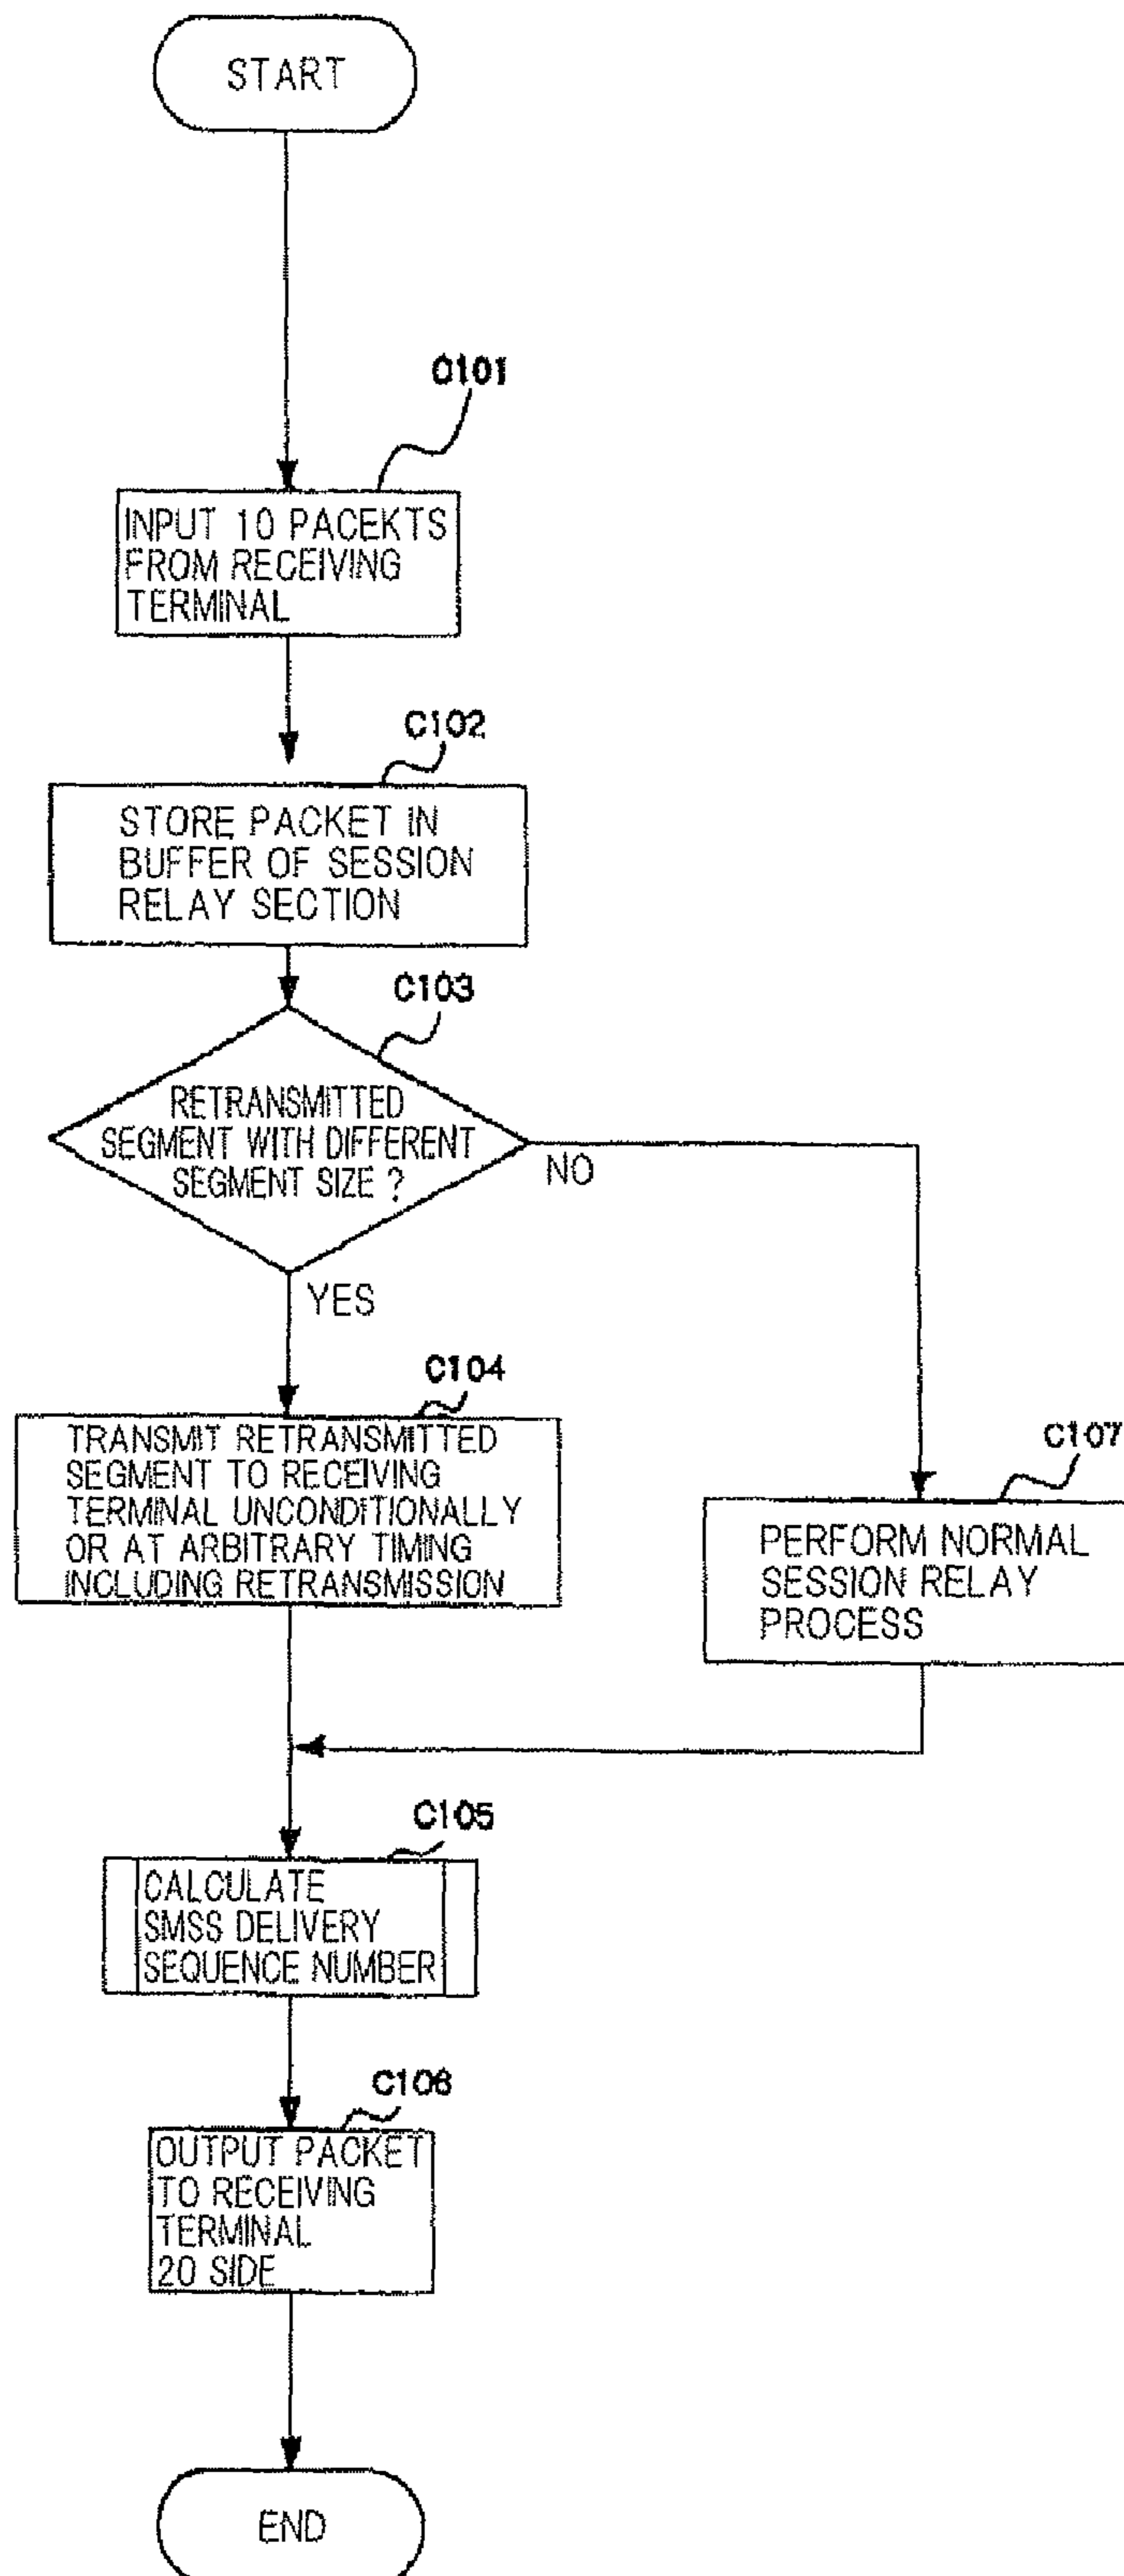 START
C101
INPUT 10 PACEKTS
FROM RECEIVING
TERMINAL
C102
STORE PACKET IN
BUFFER OF SESSION
RELAY SECTION
C103
RETRANSMITTED
SEGMENT WITH DIFFERENT
SEGMENT SIZE ?
NO
YES
C104
TRANSMIT RETRANSMITTED
SEGMENT TO RECEIVING
TERMINAL UNCONDITIONALLY
OR AT ARBITRARY TIMING
INCLUDING RETRANSMISSION
C107
PERFORM NORMAL
SESSION RELAY
PROCESS
C105
CALCULATE
SMSS DELIVERY
SEQUENCE NUMBER
C106
OUTPUT PACKET
TO RECEIVING
TERMINAL
20 SIDE
END